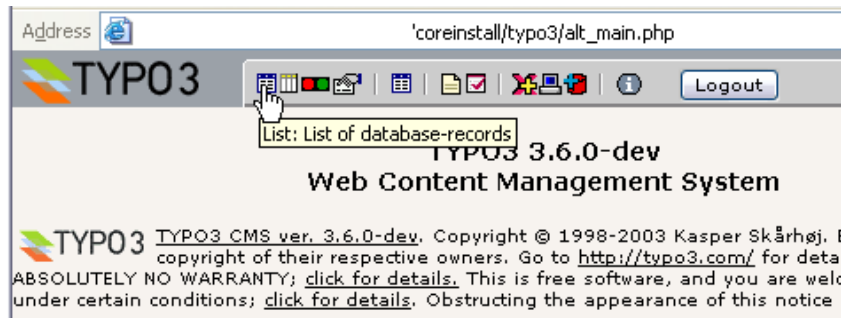 Address 'coreinstall/typo3/alt_main.php
TYPO3 Logout
List: List of database-records
TYPO3 3.6.0-dev
Web Content Management System
TYPO3 TYPO3 CMS ver. 3.6.0-dev. Copyright © 1998-2003 Kasper Skårhøj.
copyright of their respective owners. Go to http://typo3.com/ for
ABSOLUTELY NO WARRANTY; click for details. This is free software, and you are
under certain conditions; click for details. Obstructing the appearance of this notice